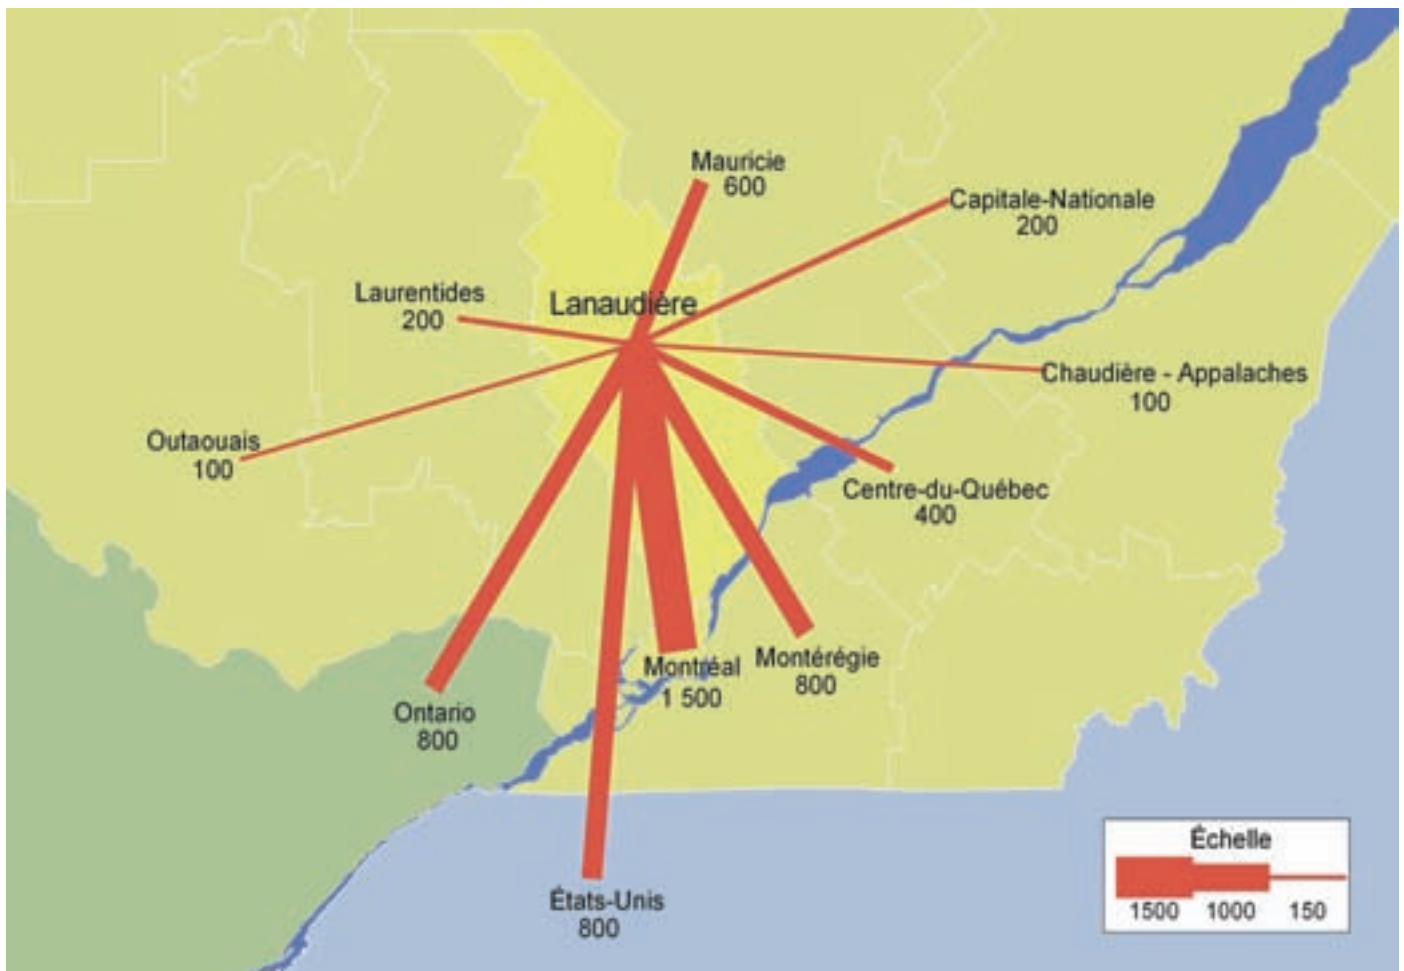 Mauricie
600
Capitale-Nationale
200
Laurentides
200
Lanaudière
Chaudière - Appalaches
100
Outaouais
100
Centre-du-Québec
400
Montréal
1 500
Montérégie
800
Ontario
800
États-Unis
800
Échelle
1500 1000 150